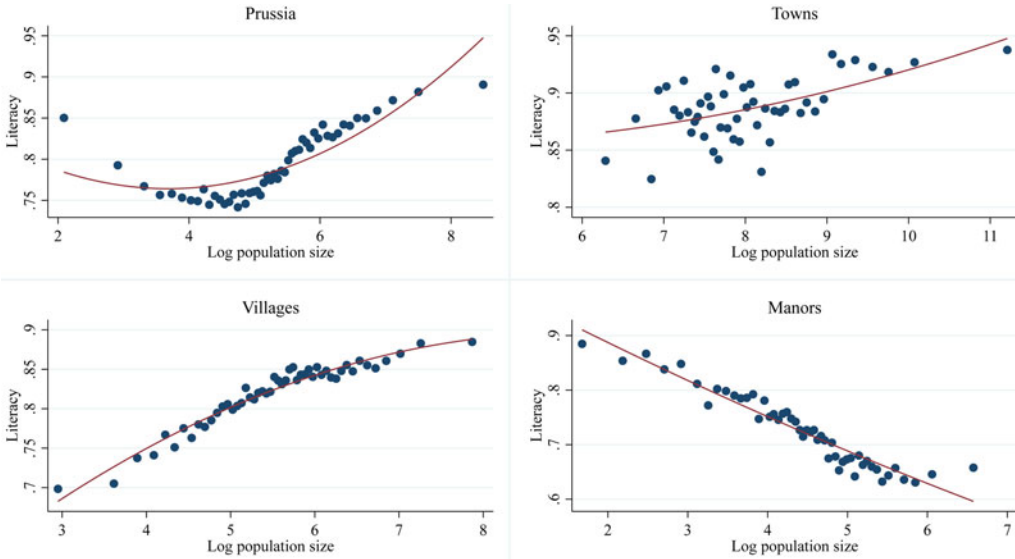 Prussia
.95
.9
.85
.8
.75
Literacy
2 4 6 8
Log population size
Towns
.95
.9
.85
.8
Literacy
6 7 8 9 10 11
Log population size
Villages
.9
.85
.8
.75
.7
Literacy
3 4 5 6 7 8
Log population size
Manors
.9
.8
.7
.6
Literacy
2 3 4 5 6 7
Log population size